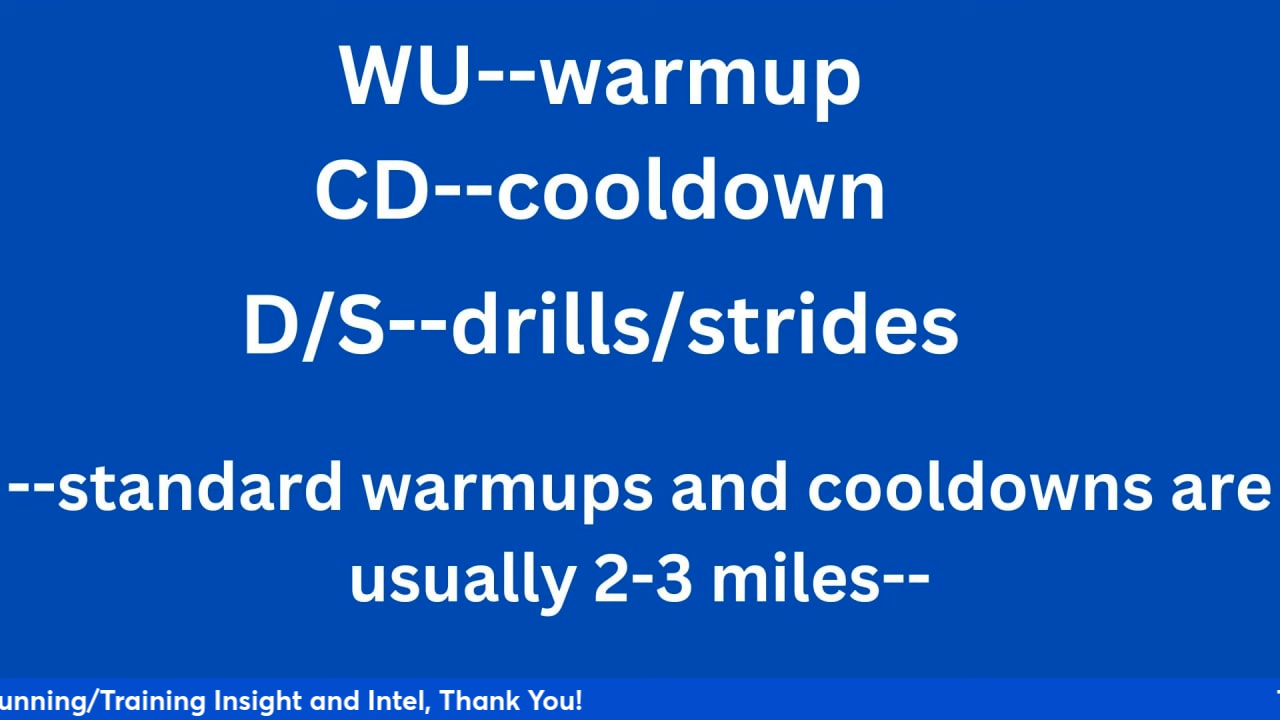 WU--warmup
CD--cooldown
D/S--drills/strides
--standard warmups and cooldowns are
usually 2-3 miles--
unning/Training Insight and Intel, Thank You!